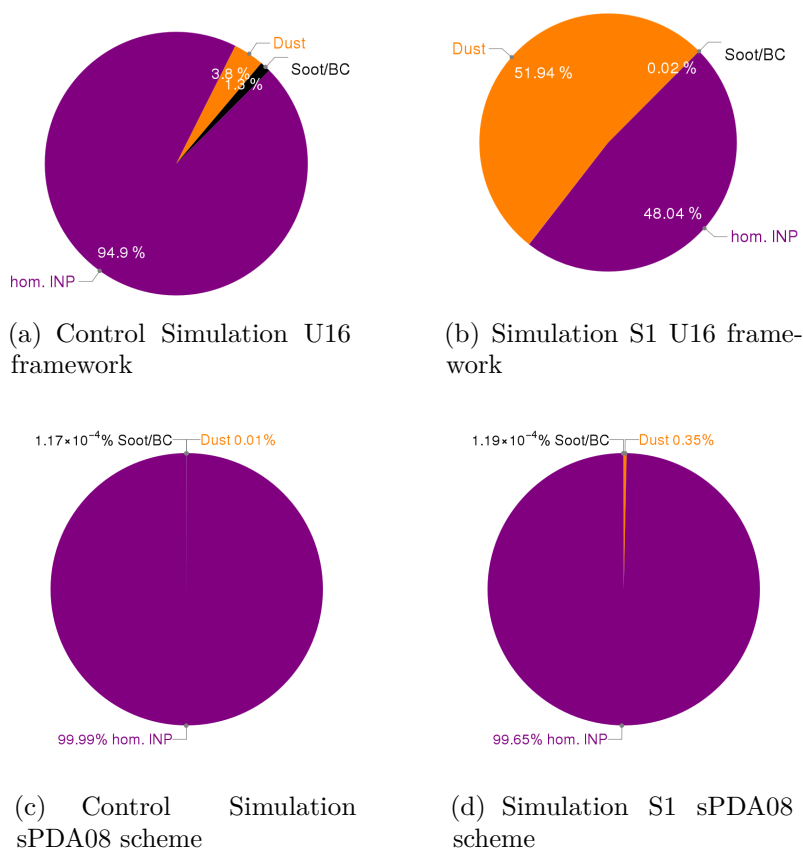 Dust
3.8 %
Soot/BC
1.3 %
94.9 %
hom. INP
(a) Control Simulation U16
framework
Dust
51.94 %
Soot/BC
0.02 %
48.04 %
hom. INP
(b) Simulation S1 U16 frame-
work
1.17×10⁻⁴% Soot/BC
Dust 0.01%
99.99% hom. INP
(c) Control Simulation
sPDA08 scheme
1.19×10⁻⁴% Soot/BC
Dust 0.35%
99.65% hom. INP
(d) Simulation S1 sPDA08
scheme